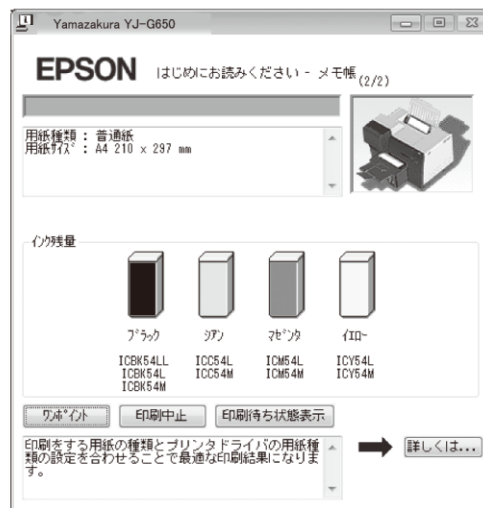 Yamazakura YJ-G650
EPSON はじめにお読みください - メモ帳 (2/2)
用紙種類 : 普通紙
用紙ｻｲｽﾞ : A4 210 x 297 mm
ｲﾝｸ残量
ﾌﾞﾗｯｸ ｼｱﾝ ﾏｾﾞﾝﾀ ｲｴﾛｰ
ICBK54LL ICC54L ICM54L ICY54L
ICBK54L ICC54M ICM54M ICY54M
ICBK54M
ﾜﾝﾎﾟｲﾝﾄ 印刷中止 印刷待ち状態表示
印刷をする用紙の種類とプリンタドライバの用紙種
類の設定を合わせることで最適な印刷結果になりま
す。
詳しくは...